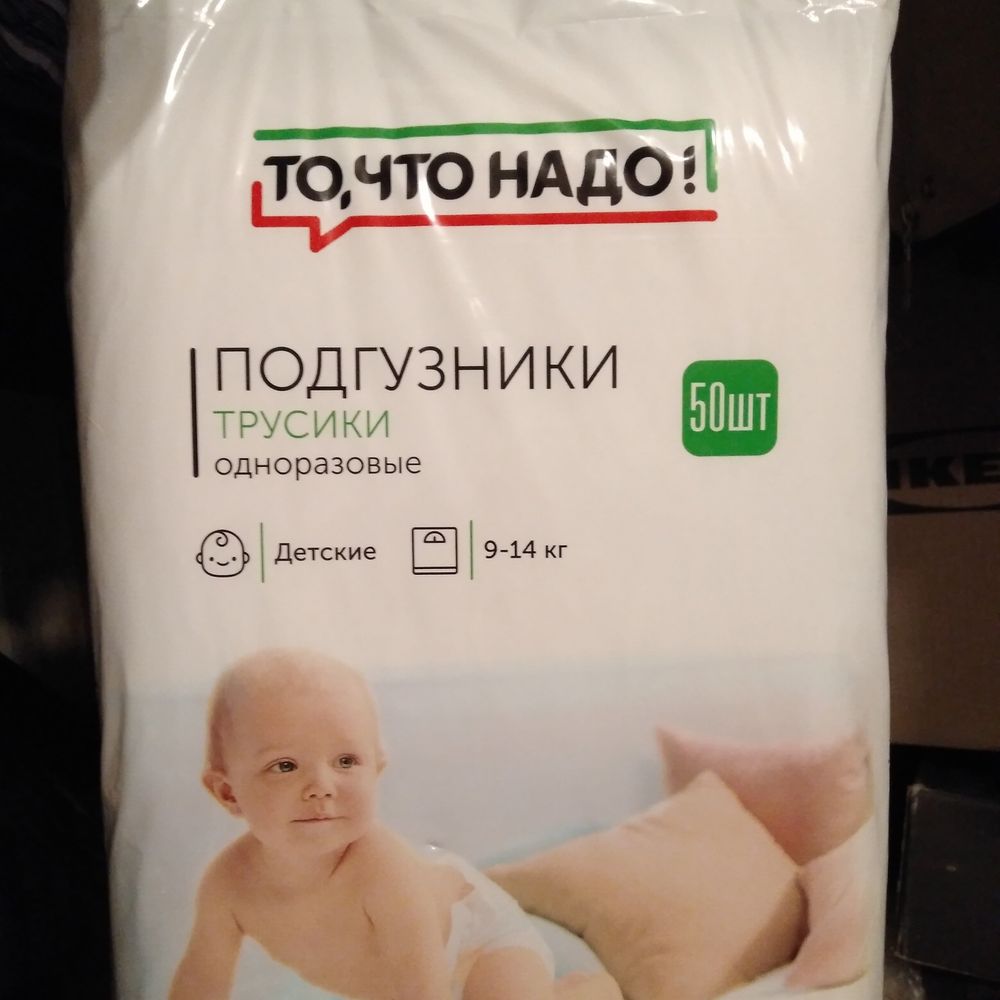 ТО, ЧТО НАДО!
ПОДГУЗНИКИ
ТРУСИКИ
одноразовые
50шт
Детские
9-14 кг